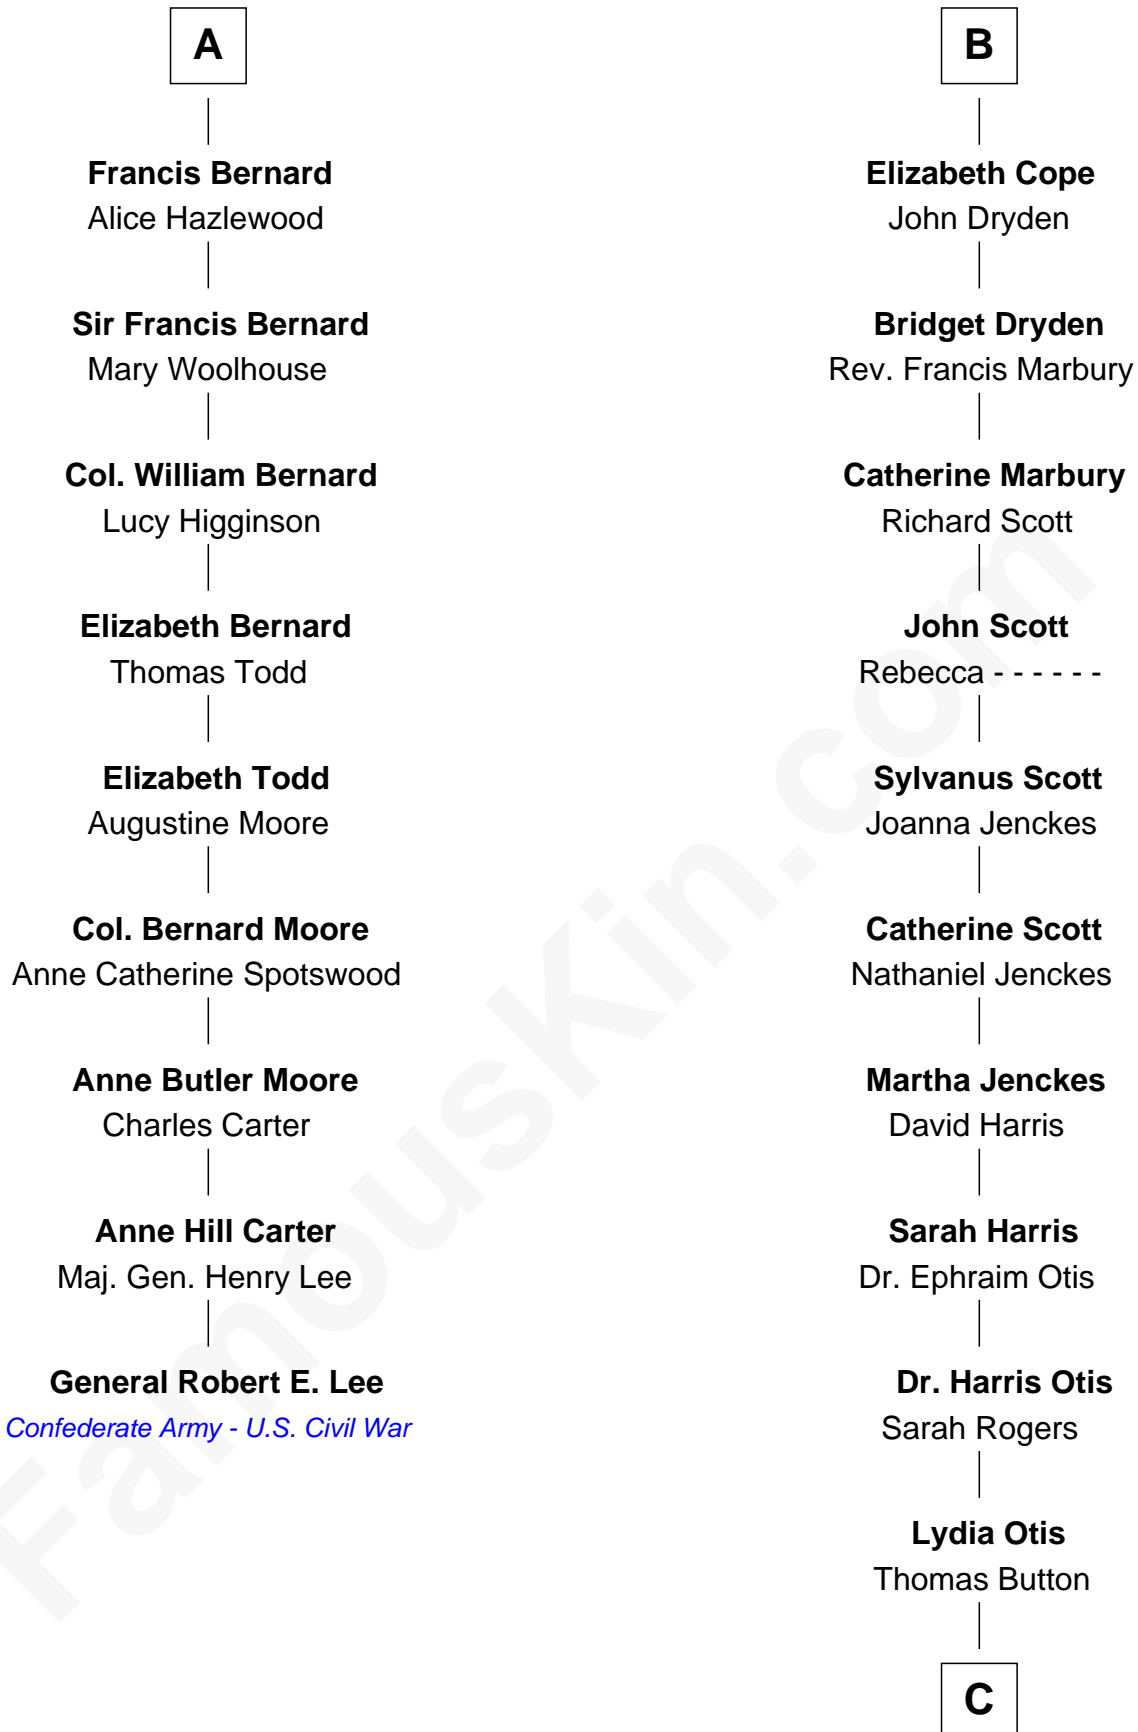 A
Francis Bernard
Alice Hazlewood
Sir Francis Bernard
Mary Woolhouse
Col. William Bernard
Lucy Higginson
Elizabeth Bernard
Thomas Todd
Elizabeth Todd
Augustine Moore
Col. Bernard Moore
Anne Catherine Spotswood
Anne Butler Moore
Charles Carter
Anne Hill Carter
Maj. Gen. Henry Lee
General Robert E. Lee
Confederate Army - U.S. Civil War
B
Elizabeth Cope
John Dryden
Bridget Dryden
Rev. Francis Marbury
Catherine Marbury
Richard Scott
John Scott
Rebecca - - - - - -
Sylvanus Scott
Joanna Jenckes
Catherine Scott
Nathaniel Jenckes
Martha Jenckes
David Harris
Sarah Harris
Dr. Ephraim Otis
Dr. Harris Otis
Sarah Rogers
Lydia Otis
Thomas Button
C
FamousKin.com